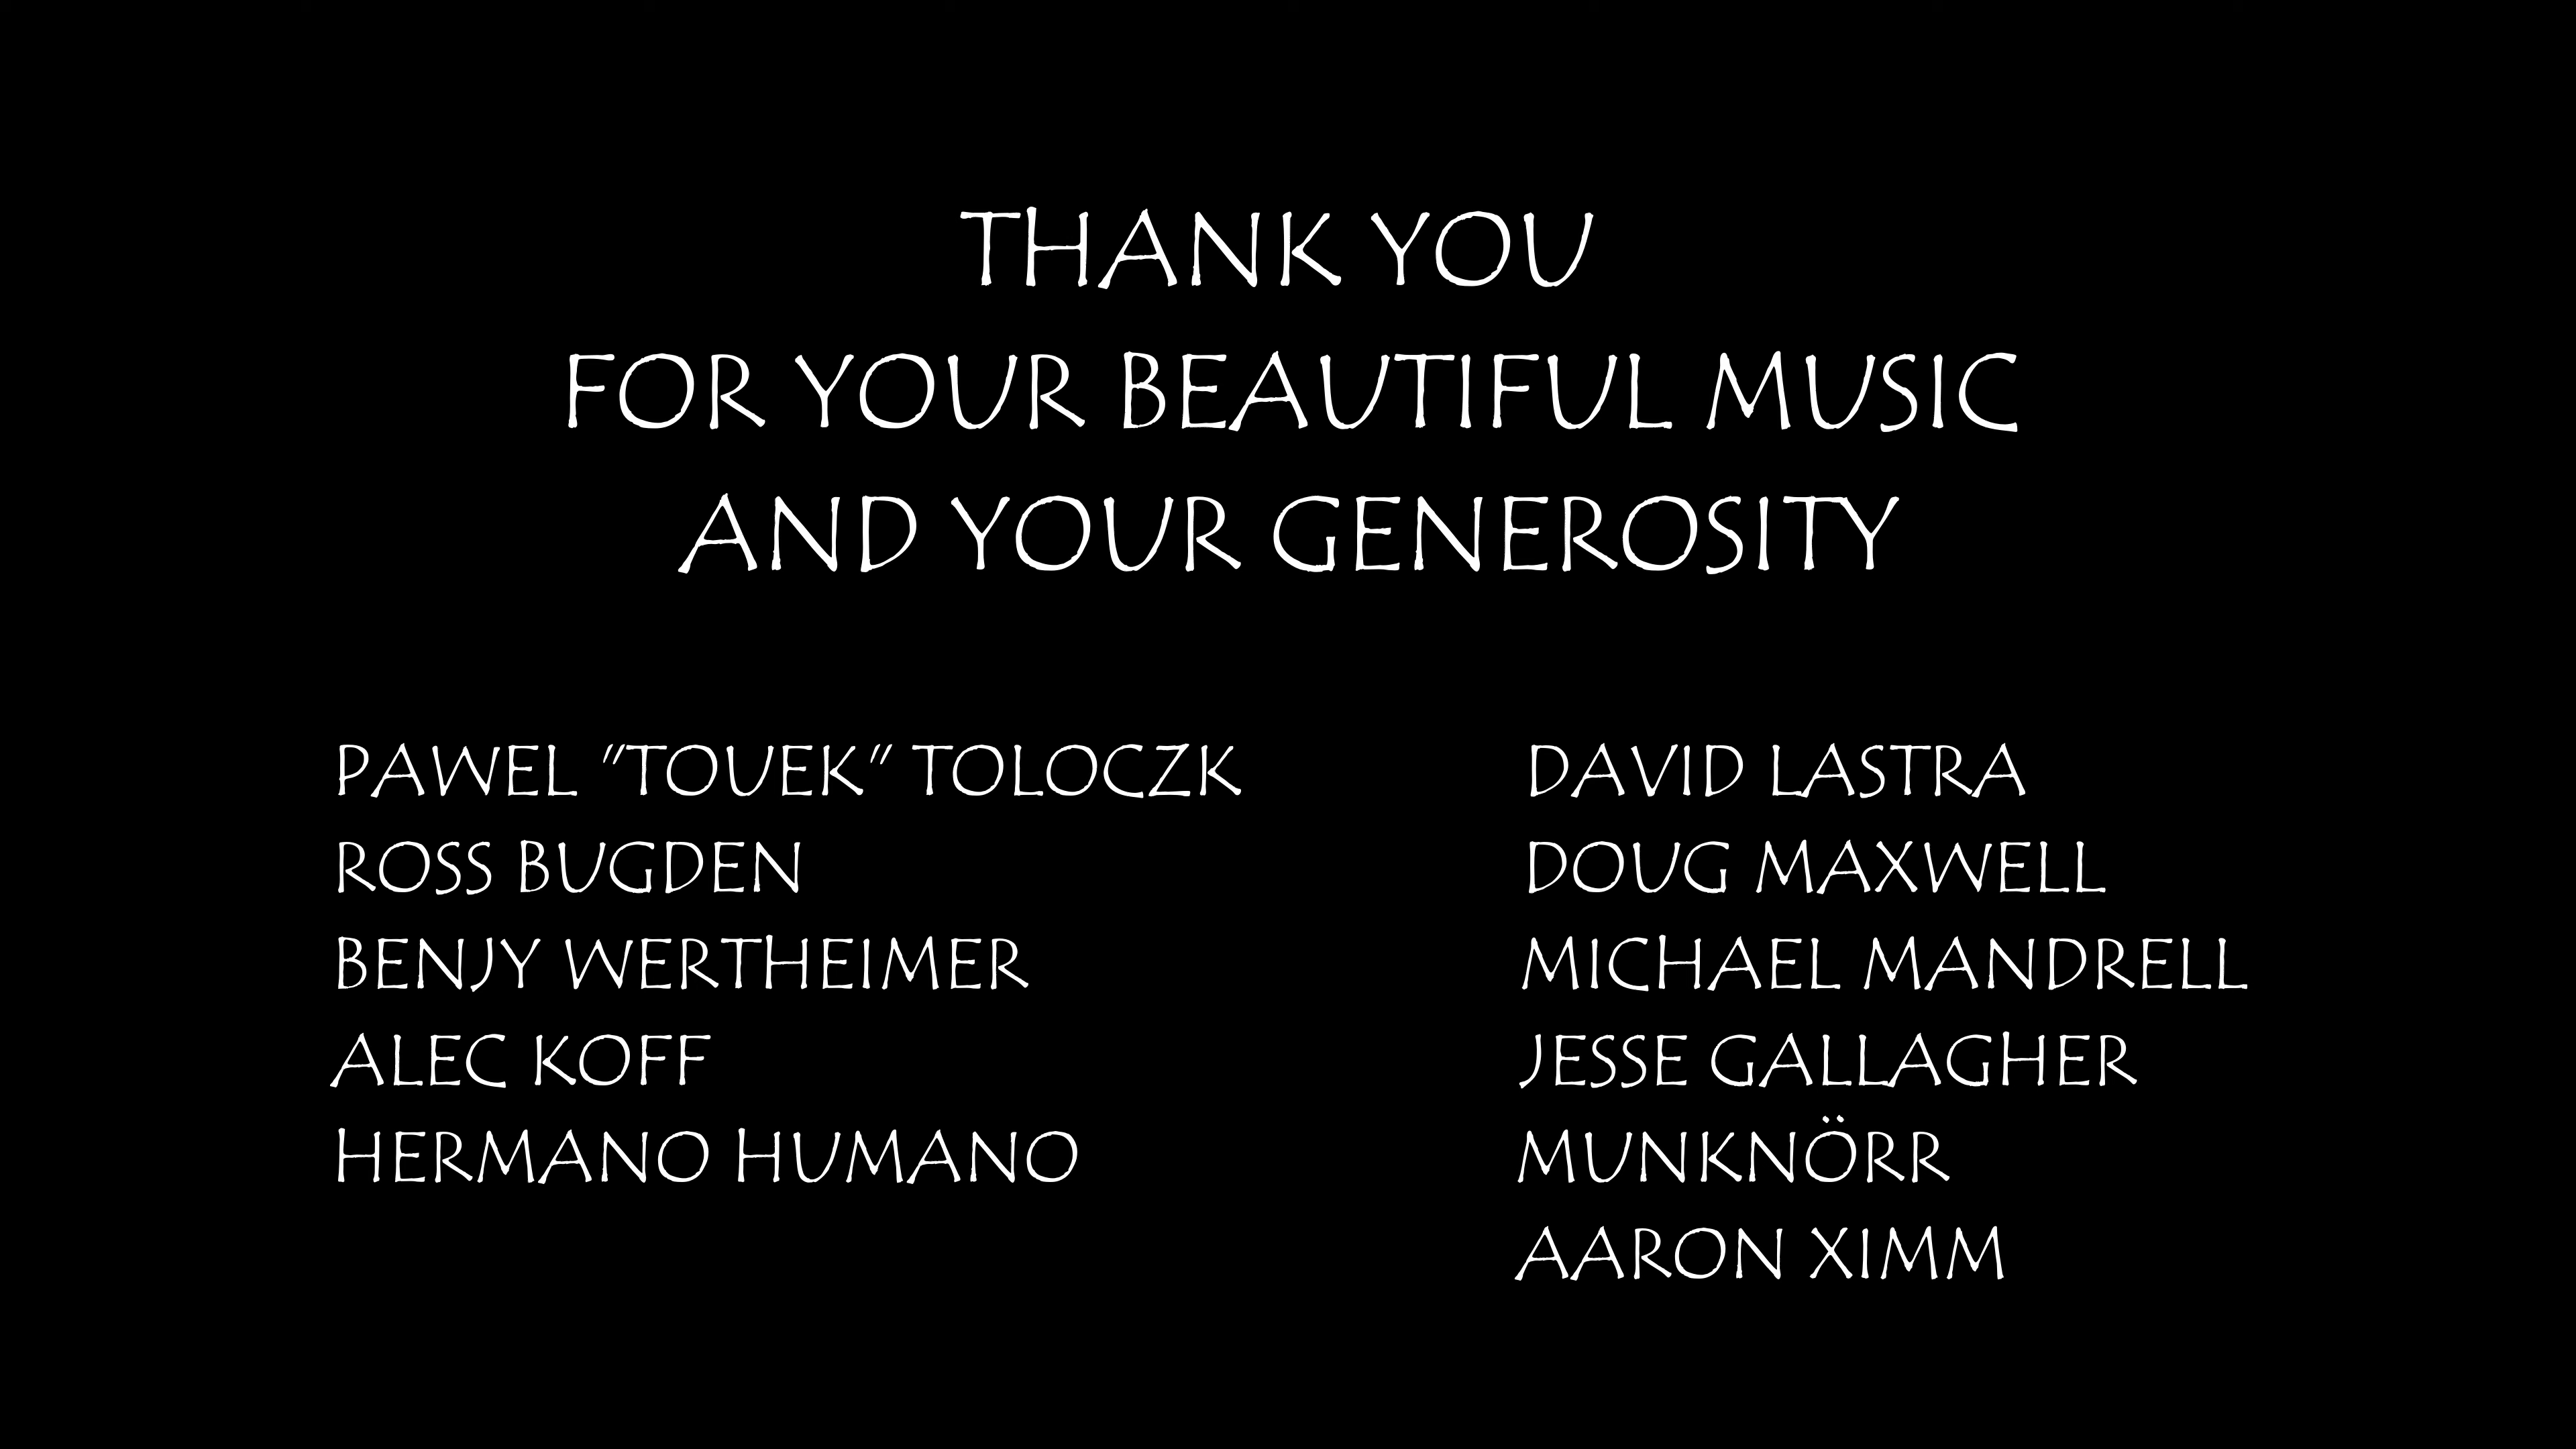 THANK YOU
FOR YOUR BEAUTIFUL MUSIC
AND YOUR GENEROSITY
PAWEL "TOUEK" TOLOCZK
ROSS BUGDEN
BENJY WERTHEIMER
ALEC KOFF
HERMANO HUMANO
DAVID LASTRA
DOUG MAXWELL
MICHAEL MANDRELL
JESSE GALLAGHER
MUNKNÖRR
AARON XIMM